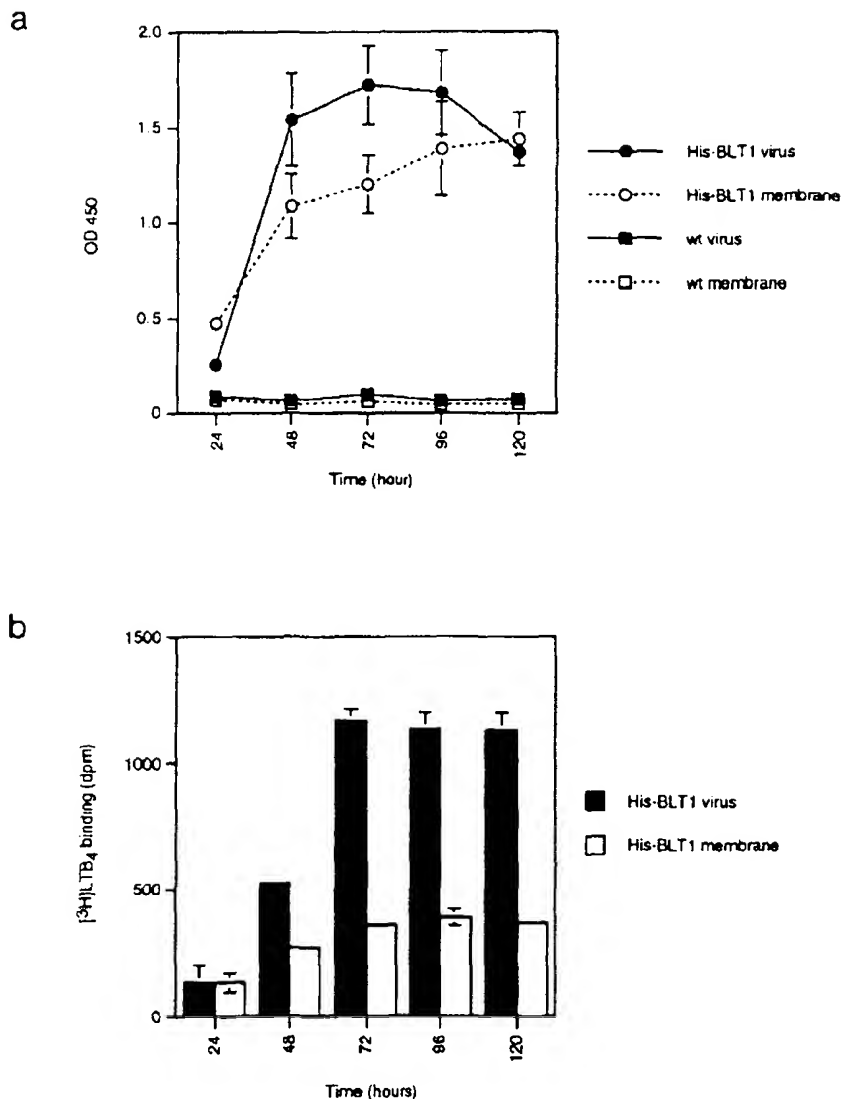 a
2.0
1.5
1.0
0.5
0
OD 450
24
48
72
96
120
Time (hour)
His-BLT1 virus
His-BLT1 membrane
wt virus
wt membrane
b
1500
1000
500
0
[³H]LTB₄ binding (dpm)
24
48
72
96
120
Time (hours)
His-BLT1 virus
His-BLT1 membrane